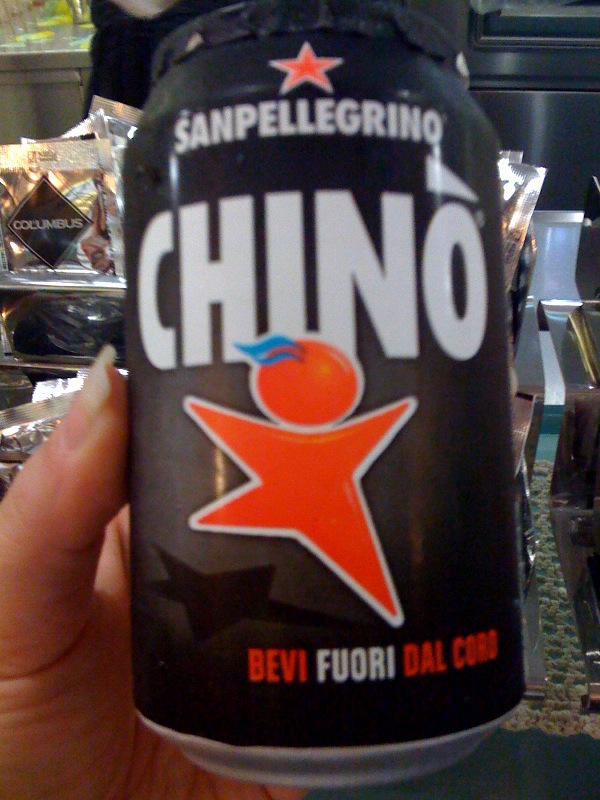 SANPELLEGRINO
CHINÒ
COLUMBUS
BEVI FUORI DAL CORO